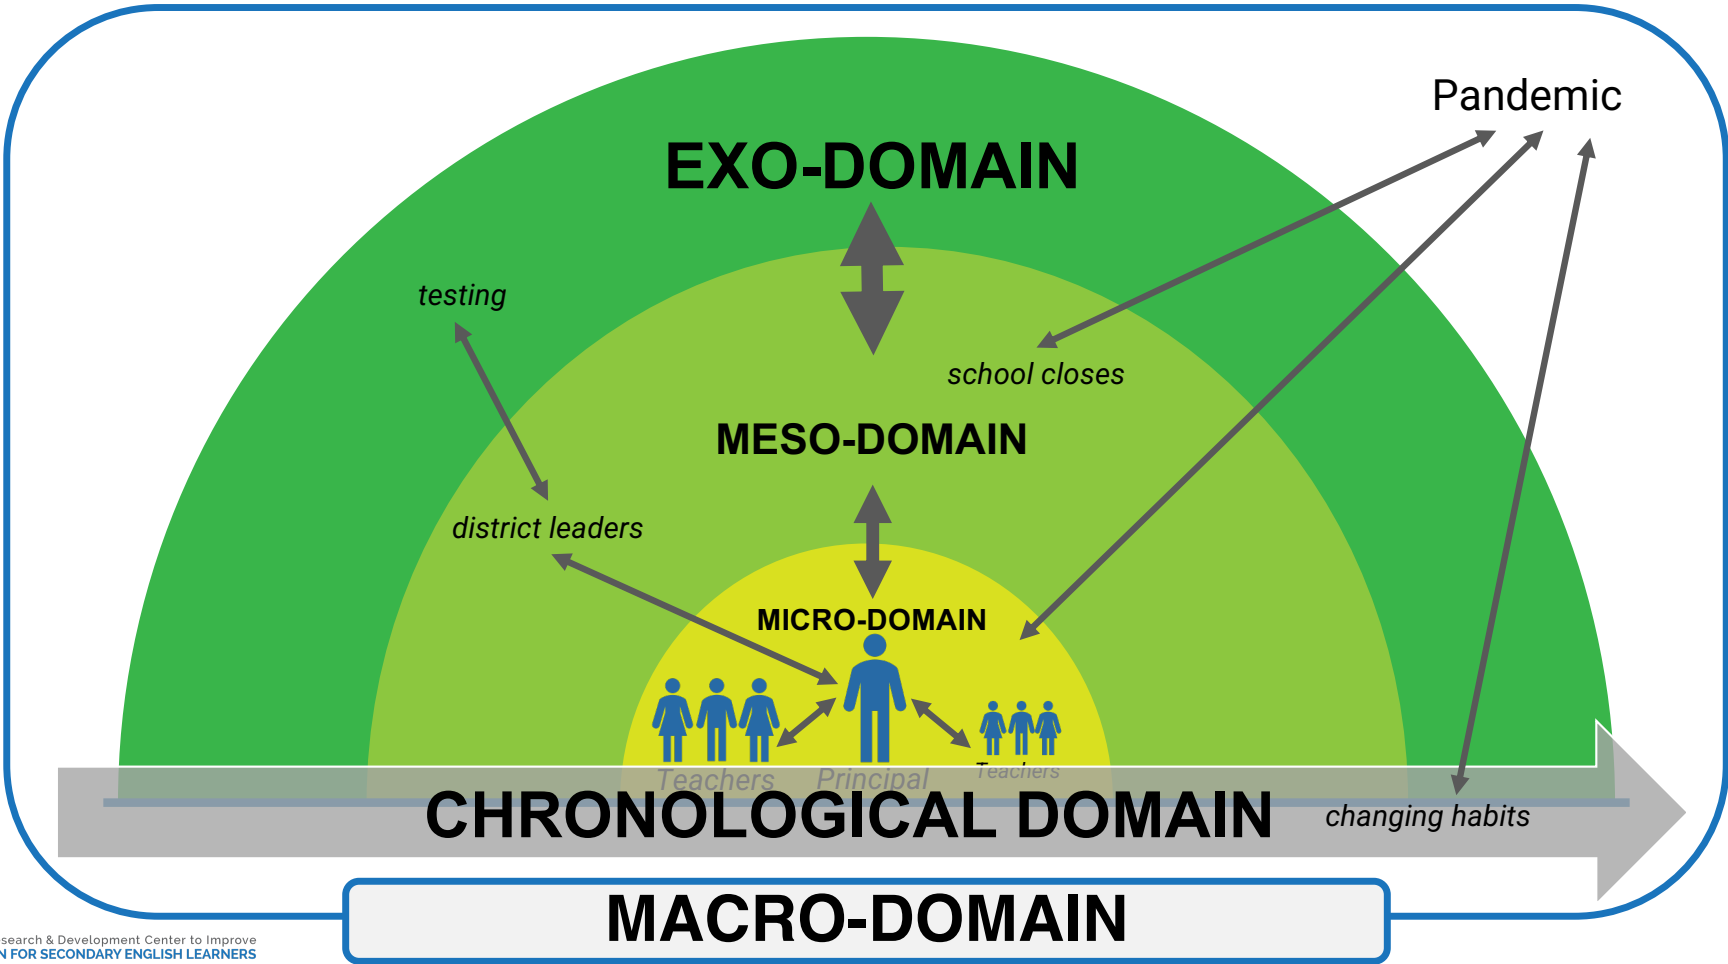 Pandemic
EXO-DOMAIN
testing
school closes
MESO-DOMAIN
district leaders
MICRO-DOMAIN
Teachers
Principal
Teachers
CHRONOLOGICAL DOMAIN
changing habits
MACRO-DOMAIN
search & Development Center to Improve
N FOR SECONDARY ENGLISH LEARNERS